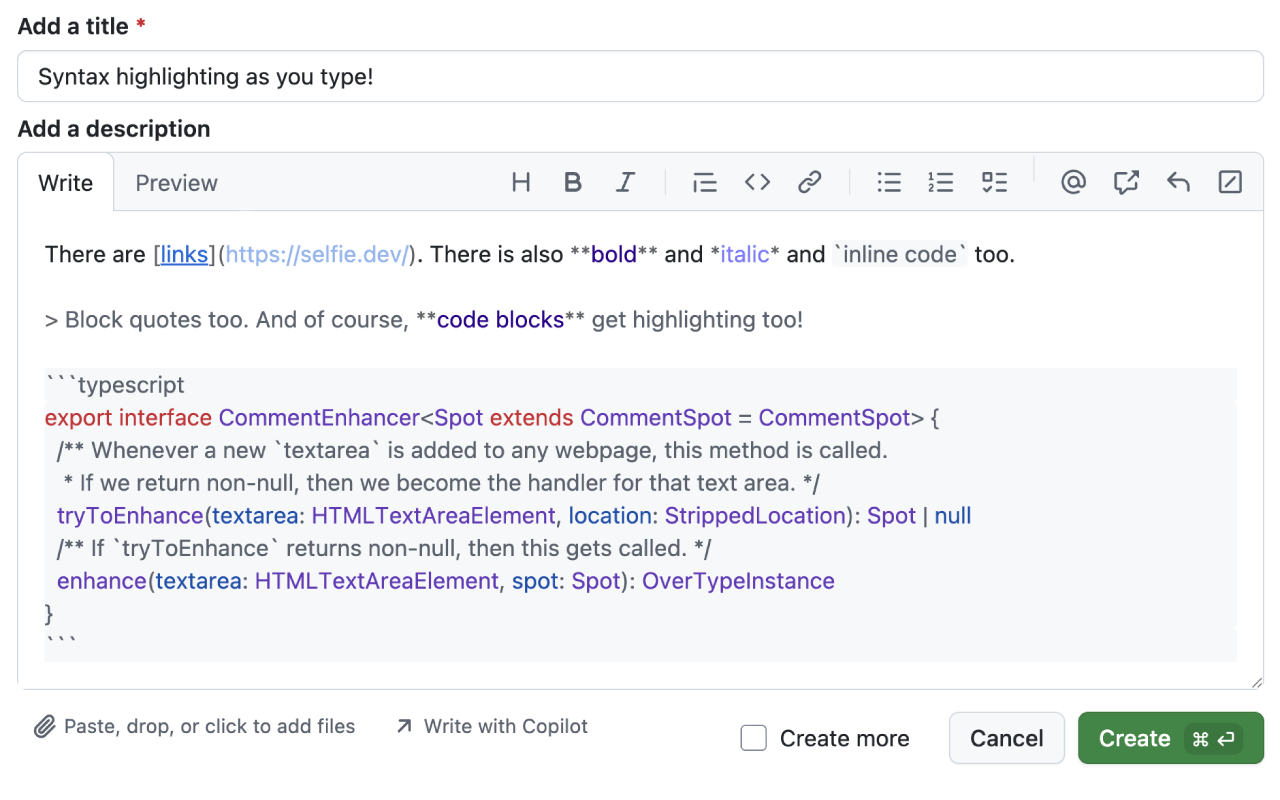 Add a title *
Syntax highlighting as you type!
Add a description
Write Preview
There are [links](https://selfie.dev/). There is also **bold** and *italic* and `inline code` too.
> Block quotes too. And of course, **code blocks** get highlighting too!
```typescript
export interface CommentEnhancer<Spot extends CommentSpot = CommentSpot> {
  /** Whenever a new `textarea` is added to any webpage, this method is called.
   * If we return non-null, then we become the handler for that text area. */
  tryToEnhance(textarea: HTMLTextAreaElement, location: StrippedLocation): Spot | null
  /** If `tryToEnhance` returns non-null, then this gets called. */
  enhance(textarea: HTMLTextAreaElement, spot: Spot): OverTypeInstance
}
```
Paste, drop, or click to add files Write with Copilot Create more Cancel Create ⌘ ⏎